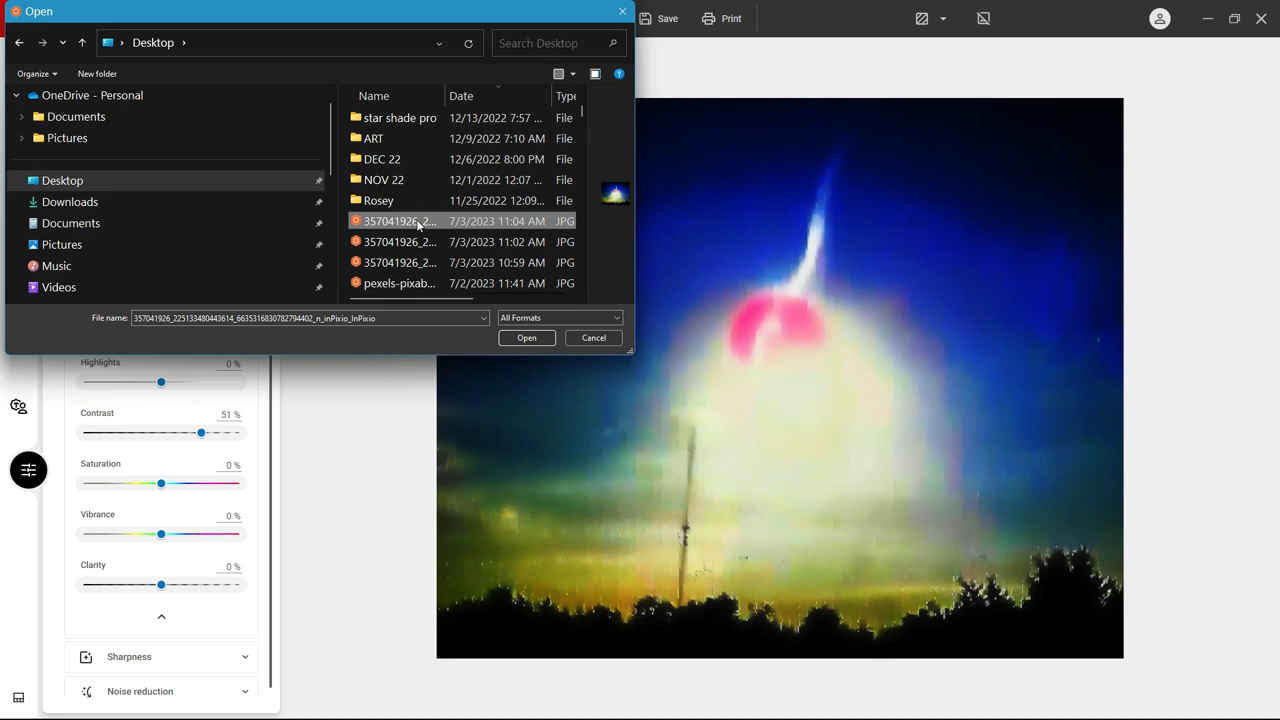 Open
Save
Print
Desktop
Search Desktop
Organize
New folder
OneDrive - Personal
Documents
Pictures
Desktop
Downloads
Documents
Pictures
Music
Videos
Name Date Type
star shade pro 12/13/2022 7:57 ... File
ART 12/9/2022 7:10 AM File
DEC 22 12/6/2022 8:00 PM File
NOV 22 12/1/2022 12:07 ... File
Rosey 11/25/2022 12:09... File
357041926_2... 7/3/2023 11:04 AM JPG
357041926_2... 7/3/2023 11:02 AM JPG
357041926_2... 7/3/2023 10:59 AM JPG
pexels-pixab... 7/2/2023 11:41 AM JPG
File name: 357041926_225133480443614_6635316830782794402_n_inPixio_InPixio All Formats
Open Cancel
Highlights 0 %
Contrast 51 %
Saturation 0 %
Vibrance 0 %
Clarity 0 %
Sharpness
Noise reduction